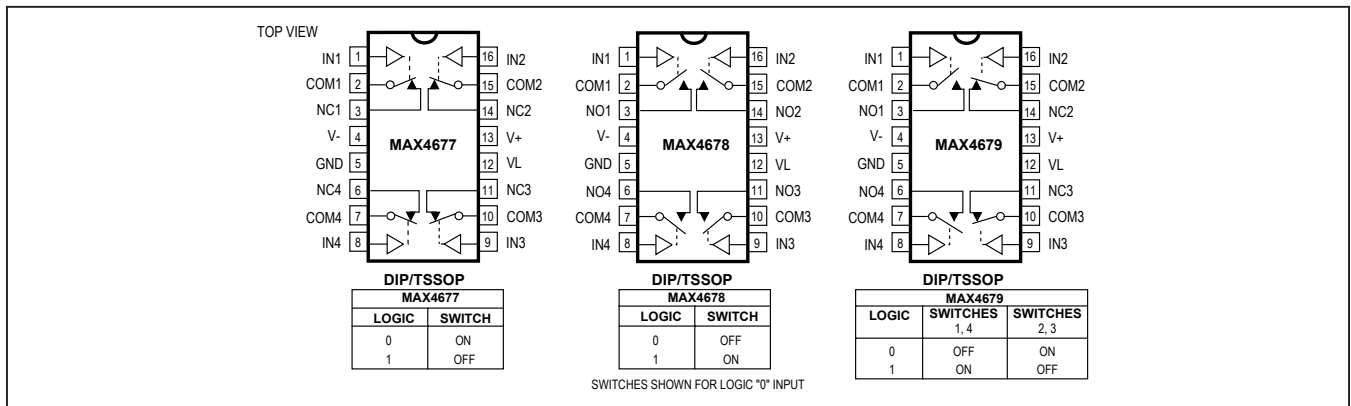 TOP VIEW
IN1 1 16 IN2
COM1 2 15 COM2
NC1 3 14 NC2
V- 4 13 V+
MAX4677
GND 5 12 VL
NC4 6 11 NC3
COM4 7 10 COM3
IN4 8 9 IN3
DIP/TSSOP
MAX4677
LOGIC SWITCH
0 ON
1 OFF
IN1 1 16 IN2
COM1 2 15 COM2
NO1 3 14 NO2
V- 4 13 V+
MAX4678
GND 5 12 VL
NO4 6 11 NO3
COM4 7 10 COM3
IN4 8 9 IN3
DIP/TSSOP
MAX4678
LOGIC SWITCH
0 OFF
1 ON
SWITCHES SHOWN FOR LOGIC "0" INPUT
IN1 1 16 IN2
COM1 2 15 COM2
NO1 3 14 NC2
V- 4 13 V+
MAX4679
GND 5 12 VL
NO4 6 11 NC3
COM4 7 10 COM3
IN4 8 9 IN3
DIP/TSSOP
MAX4679
LOGIC SWITCHES SWITCHES
1, 4 2, 3
0 OFF ON
1 ON OFF